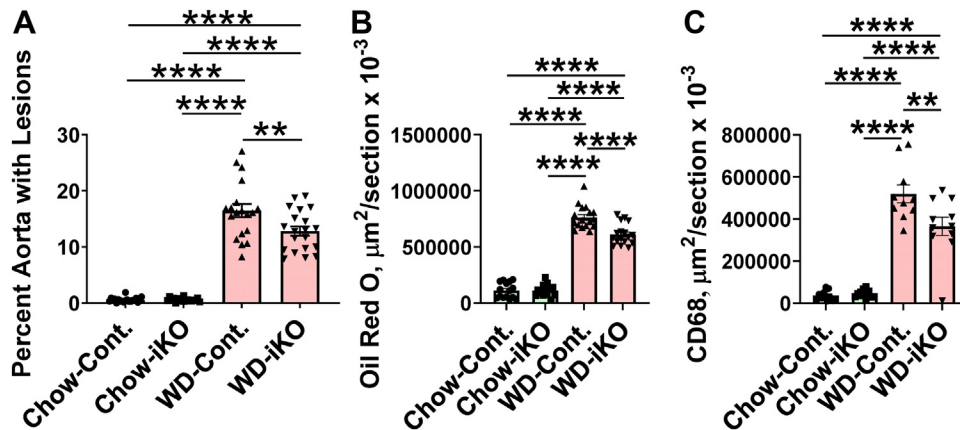 A
Percent Aorta with Lesions
****
****
****
****
**
30
20
10
0
Chow-Cont.
Chow-iKO
WD-Cont.
WD-iKO
B
Oil Red O, μm²/section x 10⁻³
****
****
****
****
****
1500000
1000000
500000
0
Chow-Cont.
Chow-iKO
WD-Cont.
WD-iKO
C
CD68, μm²/section x 10⁻³
****
****
****
**
****
800000
600000
400000
200000
0
Chow-Cont.
Chow-iKO
WD-Cont.
WD-iKO